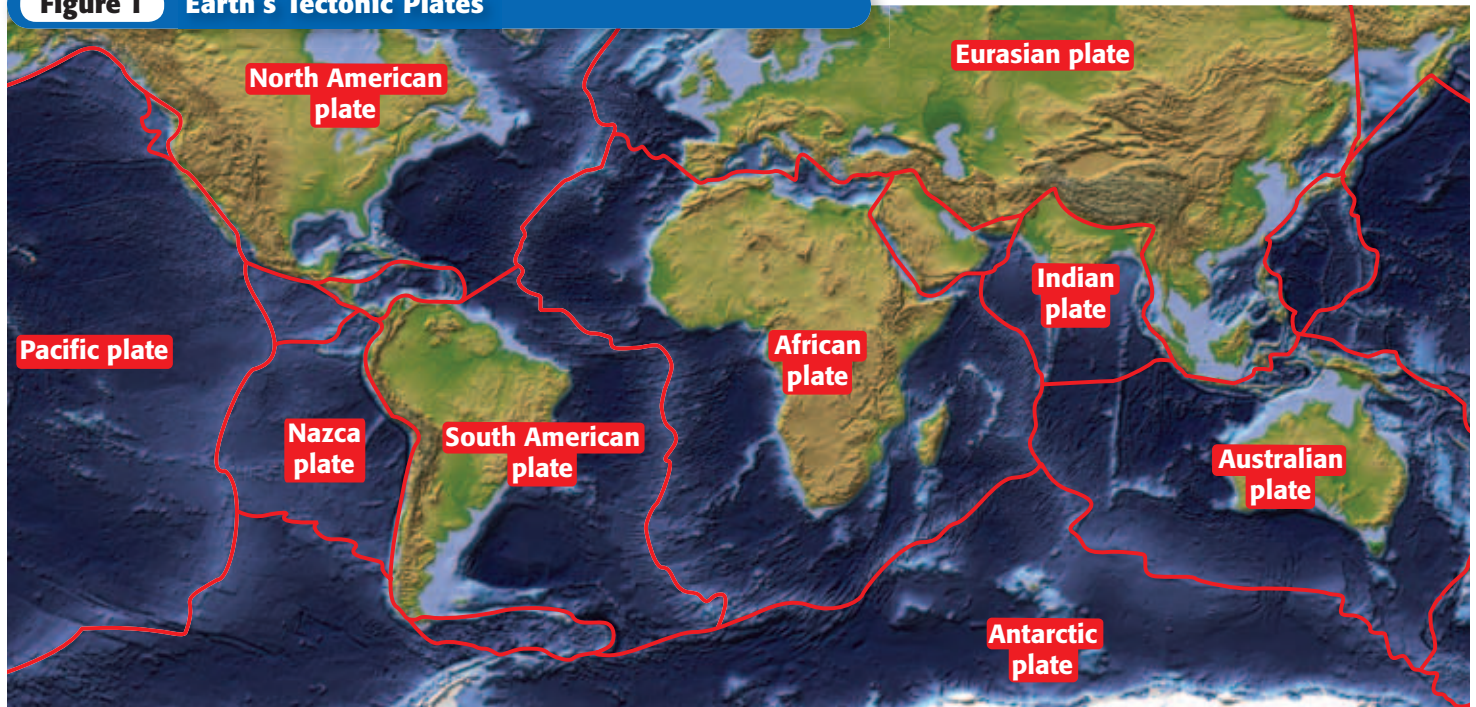 Figure 1 Earth's Tectonic Plates
North American
plate
Eurasian plate
Indian
plate
Pacific plate
African
plate
Nazca
plate
South American
plate
Australian
plate
Antarctic
plate